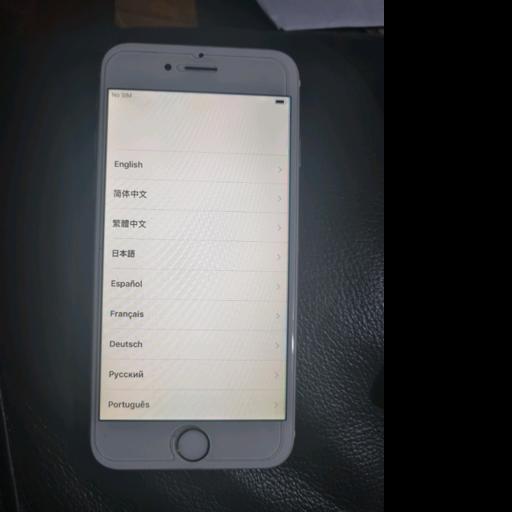 No SIM
English
简体中文
繁體中文
日本語
Español
Français
Deutsch
Русский
Português